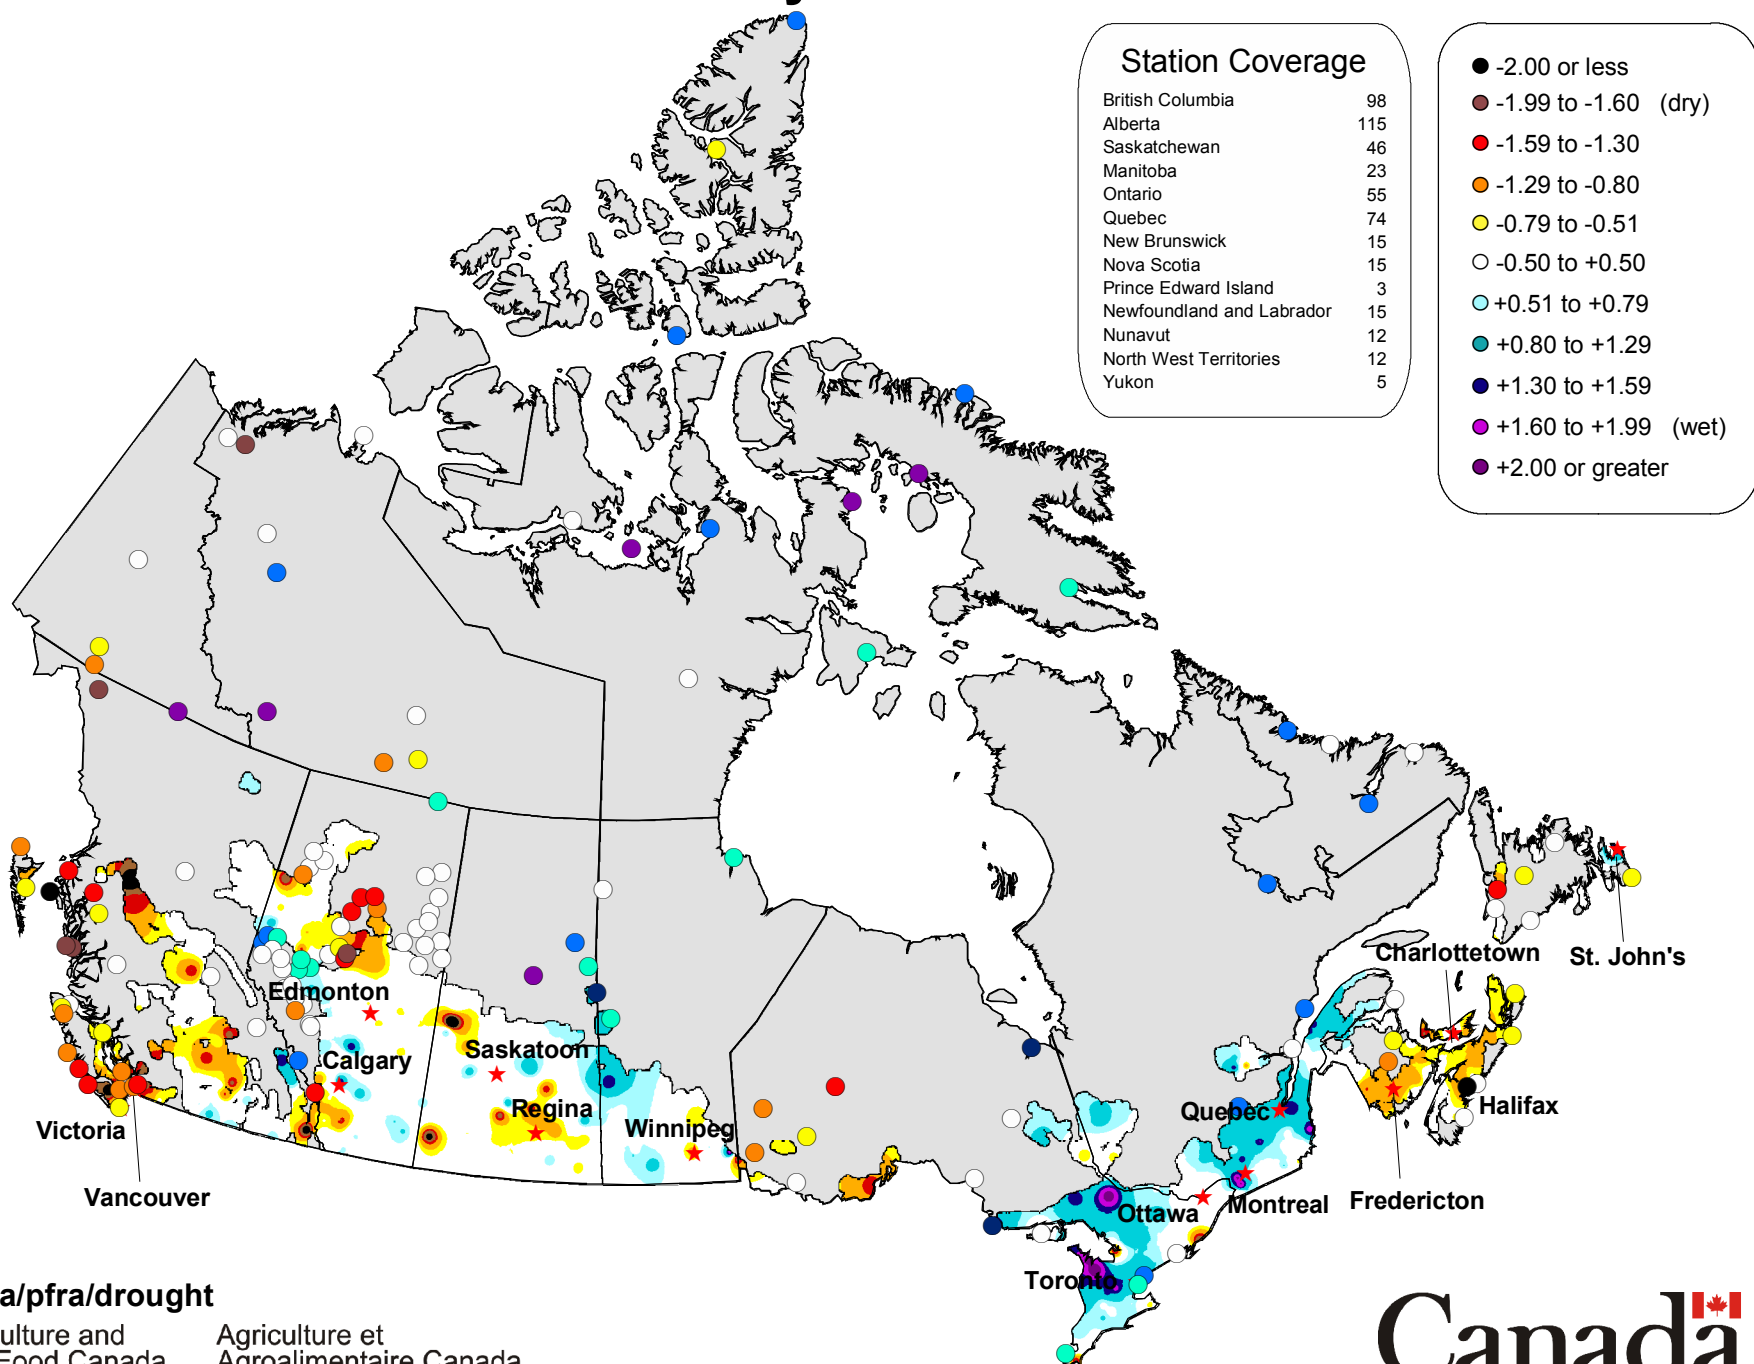 Station Coverage
British Columbia 98
Alberta 115
Saskatchewan 46
Manitoba 23
Ontario 55
Quebec 74
New Brunswick 15
Nova Scotia 15
Prince Edward Island 3
Newfoundland and Labrador 15
Nunavut 12
North West Territories 12
Yukon 5
-2.00 or less
-1.99 to -1.60 (dry)
-1.59 to -1.30
-1.29 to -0.80
-0.79 to -0.51
-0.50 to +0.50
+0.51 to +0.79
+0.80 to +1.29
+1.30 to +1.59
+1.60 to +1.99 (wet)
+2.00 or greater
Charlottetown
St. John's
Edmonton
Calgary
Saskatoon
Regina
Winnipeg
Victoria
Vancouver
Quebec
Halifax
Ottawa
Montreal
Fredericton
Toronto
a/pfra/drought
ulture and
Food Canada
Agriculture et
Agroalimentaire Canada
Canada